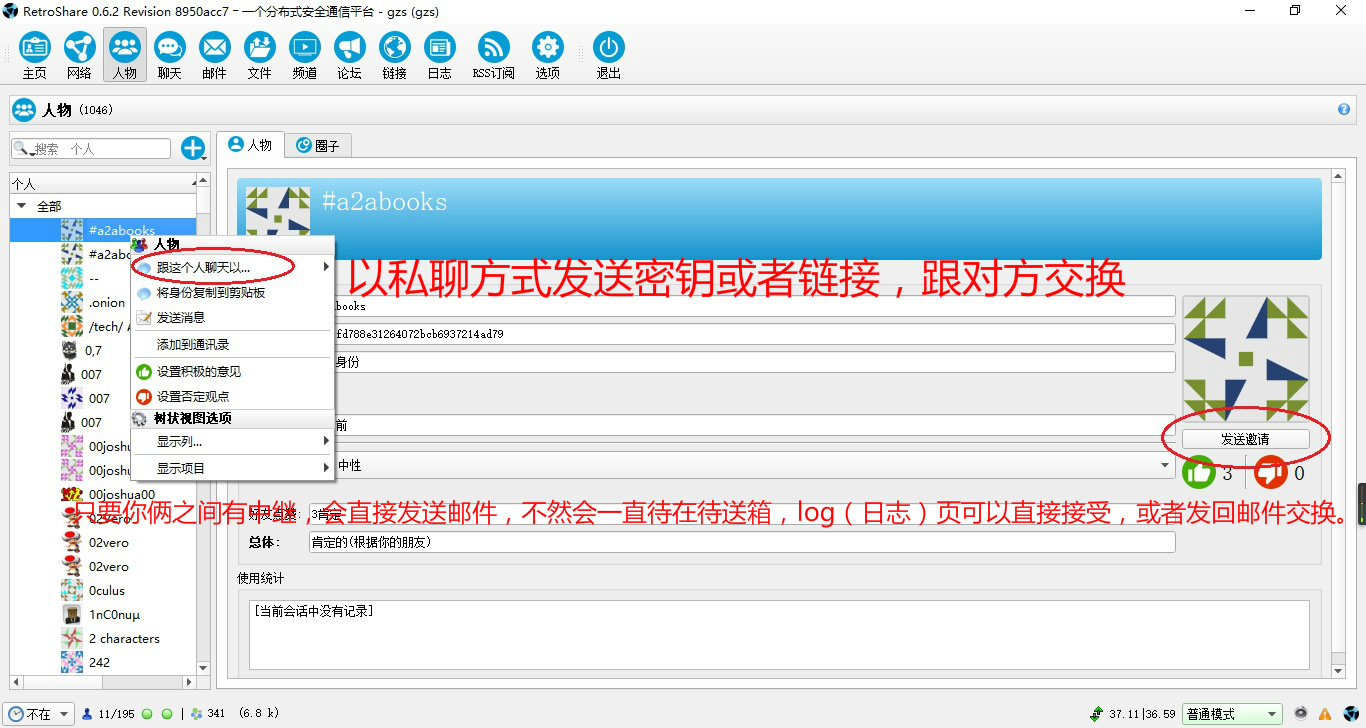 RetroShare 0.6.2 Revision 8950acc7 - 一个分布式安全通信平台 - gzs (gzs)
主页 网络 人物 聊天 邮件 文件 频道 论坛 链接 日志 RSS订阅 选项 退出
人物 (1046)
搜索 个人
人物 圈子
个人
全部
#a2abooks
#a2abo
--
.onion
/tech/ A
0,7
007
007
007
00joshu
00joshu
00joshua00
02vero
02vero
02vero
0culus
1nC0nuμ
2 characters
242
人物
跟这个人聊天以...
将身份复制到剪贴板
发送消息
添加到通讯录
设置积极的意见
设置否定观点
树状视图选项
显示列...
显示项目
#a2abooks
以私聊方式发送密钥或者链接，跟对方交换
books
fd788e31264072bcb6937214ad79
身份
前
中性
发送邀请
3 0
只要你俩之间有中继，会直接发送邮件，不然会一直待在待送箱，log（日志）页可以直接接受，或者发回邮件交换。
好友点数: 3肯定
总体: 肯定的(根据你的朋友)
使用统计
[当前会话中没有记录]
不在 11/195 | 341 (6.8 k)
37.11|36.59 普通模式